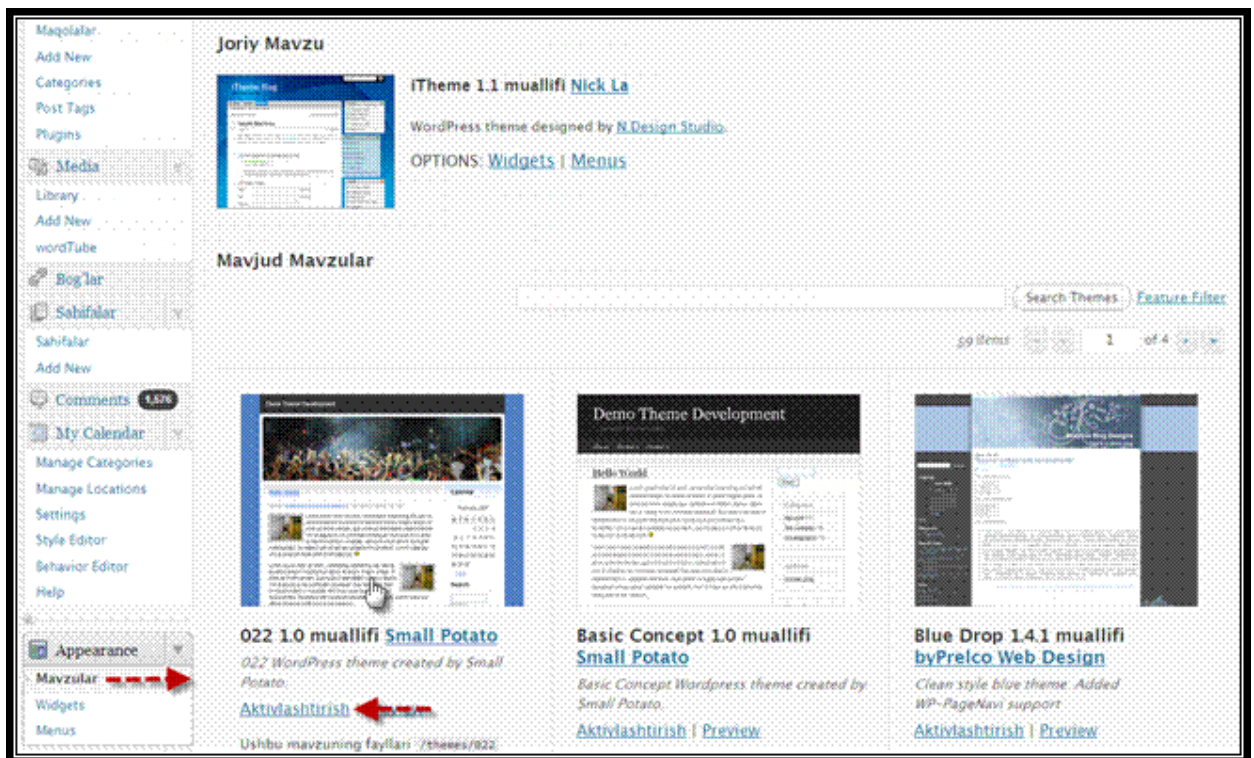 Maqolalar
Add New
Categories
Post Tags
Plugins
Media
Library
Add New
wordTube
Bog'lar
Sahifalar
Sahifalar
Add New
Comments 1,576
My Calendar
Manage Categories
Manage Locations
Settings
Style Editor
Behavior Editor
Help
Appearance
Mavzular
Widgets
Menus
Joriy Mavzu
iTheme 1.1 muallifi Nick La
WordPress theme designed by N.Design Studio.
OPTIONS: Widgets | Menus
Mavjud Mavzular
Search Themes Feature Filter
59 items 1 of 4
Demo Theme Development
Hello World
022 1.0 muallifi Small Potato
022 WordPress theme created by Small
Potato.
Aktivlashtirish
Ushbu mavzuning fayllari /themes/022
Basic Concept 1.0 muallifi
Small Potato
Basic Concept Wordpress theme created by
Small Potato.
Aktivlashtirish | Preview
Blue Drop 1.4.1 muallifi
byPrelco Web Design
Clean style blue theme. Added
WP-PageNavi support
Aktivlashtirish | Preview